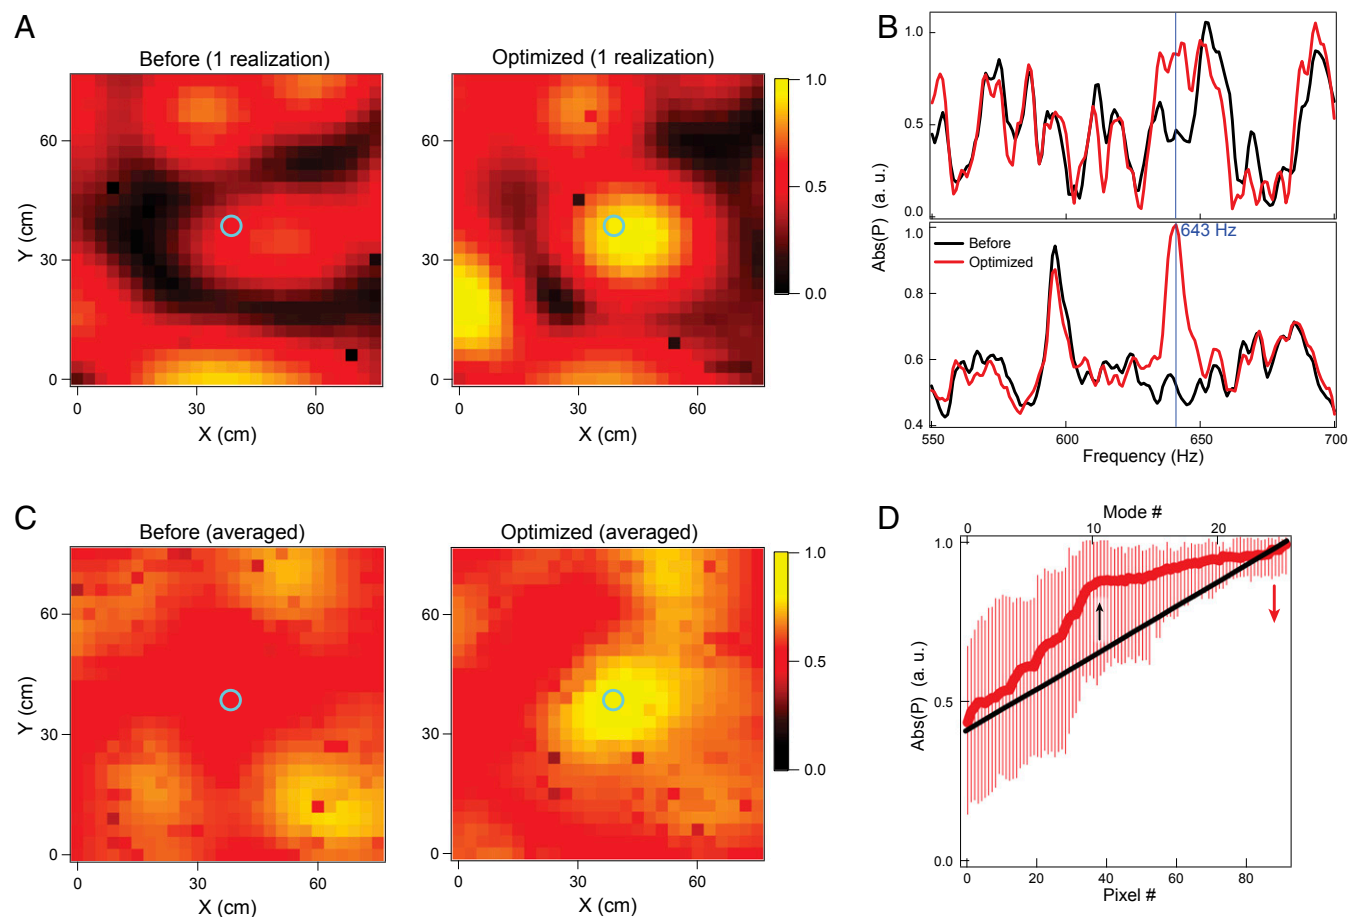 A
Before (1 realization)
Optimized (1 realization)
60
30
0
Y (cm)
0
30
60
X (cm)
0
30
60
X (cm)
60
30
0
1.0
0.5
0.0
B
1.0
0.5
0.0
Abs(P) (a. u.)
643 Hz
Before
Optimized
1.0
0.8
0.6
0.4
550
600
650
700
Frequency (Hz)
C
Before (averaged)
Optimized (averaged)
60
30
0
Y (cm)
0
30
60
X (cm)
60
30
0
0
30
60
X (cm)
1.0
0.5
0.0
D
Mode #
0
10
20
1.0
0.5
0.0
Abs(P) (a. u.)
0
20
40
60
80
Pixel #